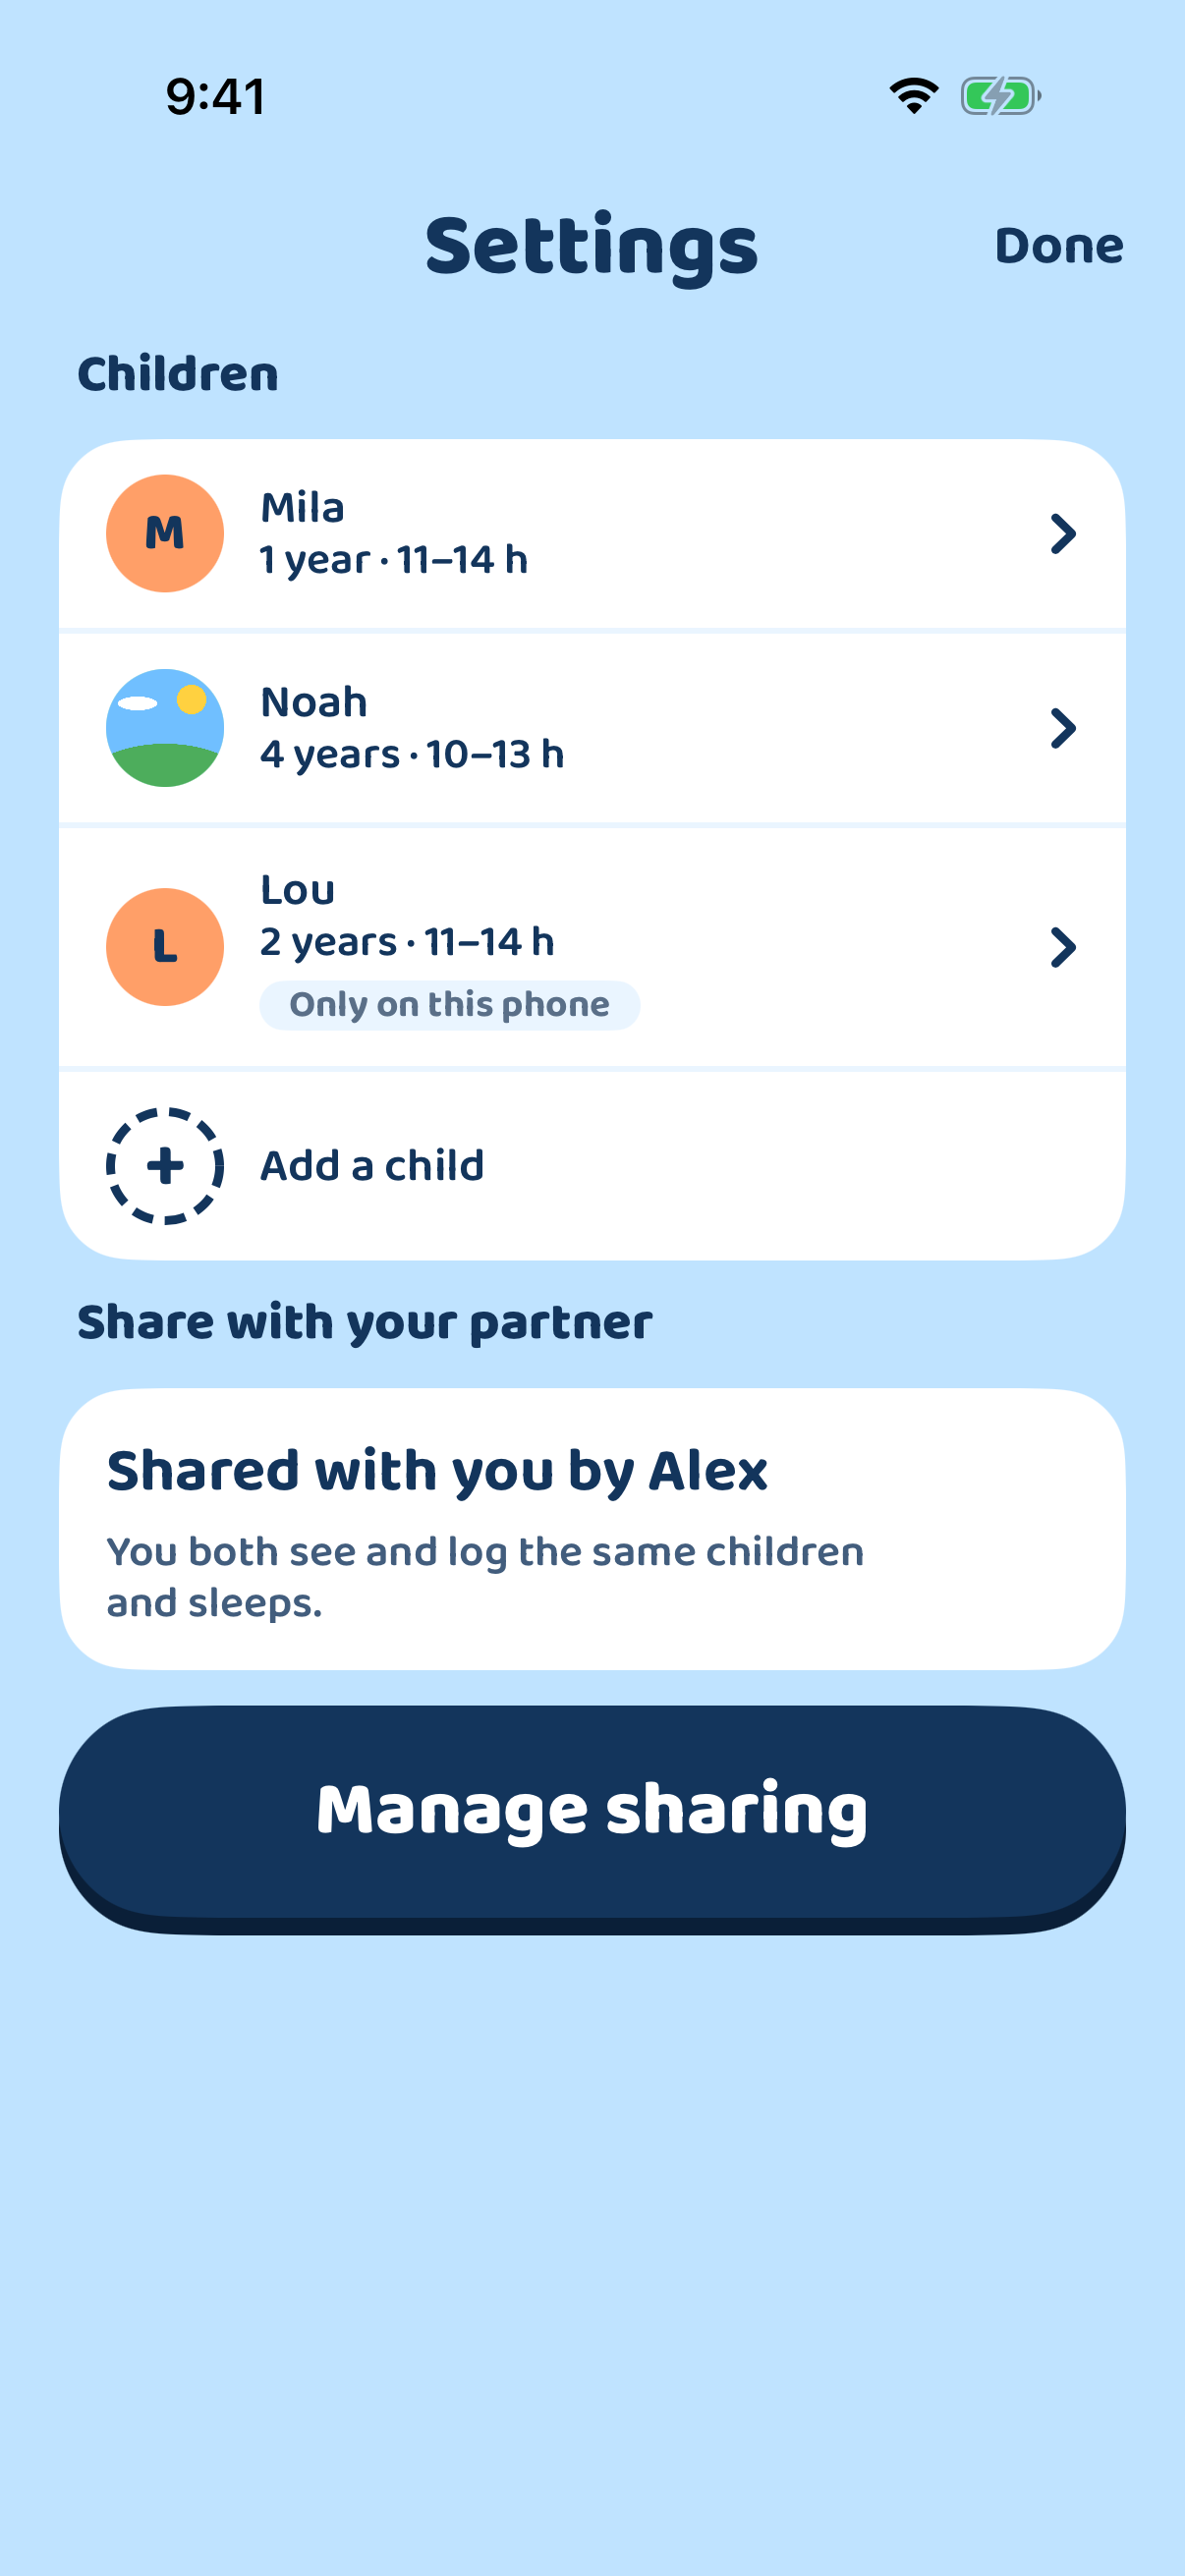 9:41
Settings
Done
Children
M
Mila
1 year · 11–14 h
Noah
4 years · 10–13 h
L
Lou
2 years · 11–14 h
Only on this phone
+
Add a child
Share with your partner
Shared with you by Alex
You both see and log the same children
and sleeps.
Manage sharing